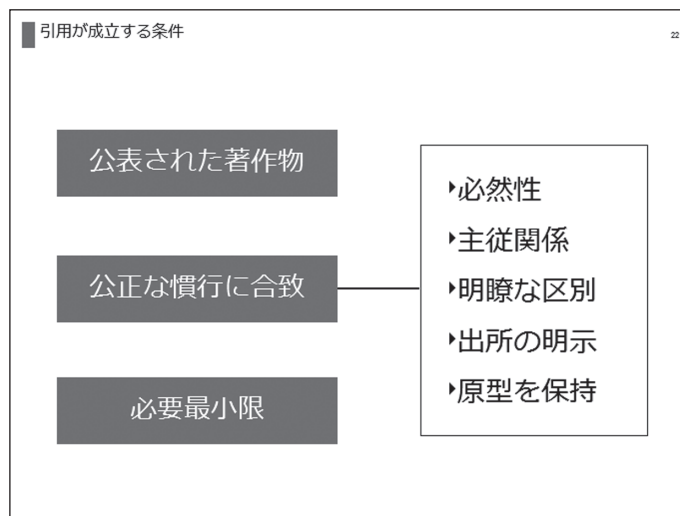 引用が成立する条件
22
公表された著作物
公正な慣行に合致
必要最小限
必然性
主従関係
明瞭な区別
出所の明示
原型を保持